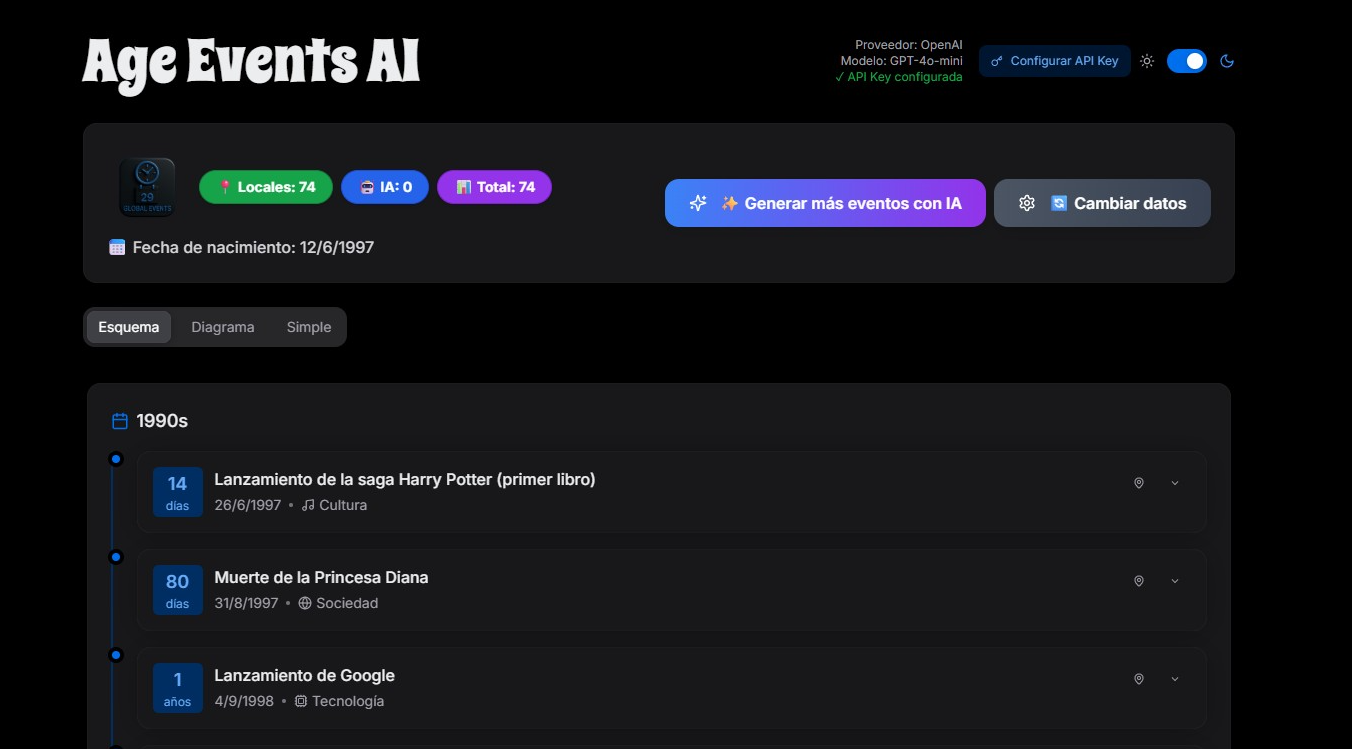 Age Events AI
Proveedor: OpenAI
Modelo: GPT-4o-mini
✓ API Key configurada
Configurar API Key
29
GLOBAL EVENTS
📍 Locales: 74
🤖 IA: 0
📊 Total: 74
✨ Generar más eventos con IA
🔄 Cambiar datos
📅 Fecha de nacimiento: 12/6/1997
Esquema
Diagrama
Simple
1990s
14
días
Lanzamiento de la saga Harry Potter (primer libro)
26/6/1997 • Cultura
80
días
Muerte de la Princesa Diana
31/8/1997 • Sociedad
1
años
Lanzamiento de Google
4/9/1998 • Tecnología